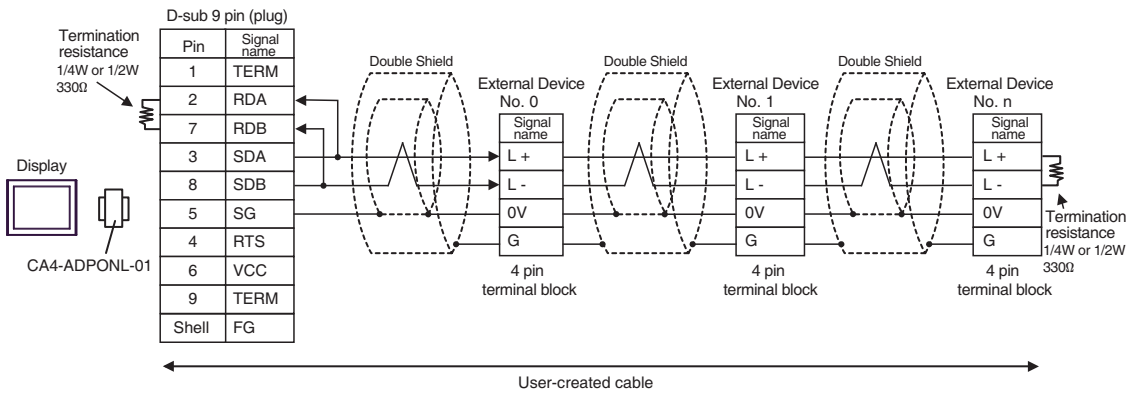 D-sub 9 pin (plug)
Termination
resistance
1/4W or 1/2W
330Ω
Pin
Signal
name
1 TERM
2 RDA
7 RDB
3 SDA
8 SDB
5 SG
4 RTS
6 VCC
9 TERM
Shell FG
Display
CA4-ADPONL-01
Double Shield
External Device
No. 0
Signal
name
L +
L -
0V
G
4 pin
terminal block
Double Shield
External Device
No. 1
Signal
name
L +
L -
0V
G
4 pin
terminal block
Double Shield
External Device
No. n
Signal
name
L +
L -
0V
G
4 pin
terminal block
Termination
resistance
1/4W or 1/2W
330Ω
User-created cable